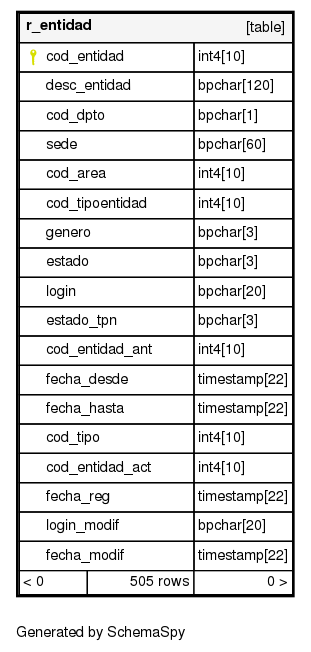 r_entidad [table]
cod_entidad int4[10]
desc_entidad bpchar[120]
cod_dpto bpchar[1]
sede bpchar[60]
cod_area int4[10]
cod_tipoentidad int4[10]
genero bpchar[3]
estado bpchar[3]
login bpchar[20]
estado_tpn bpchar[3]
cod_entidad_ant int4[10]
fecha_desde timestamp[22]
fecha_hasta timestamp[22]
cod_tipo int4[10]
cod_entidad_act int4[10]
fecha_reg timestamp[22]
login_modif bpchar[20]
fecha_modif timestamp[22]
< 0 505 rows 0 >
Generated by SchemaSpy